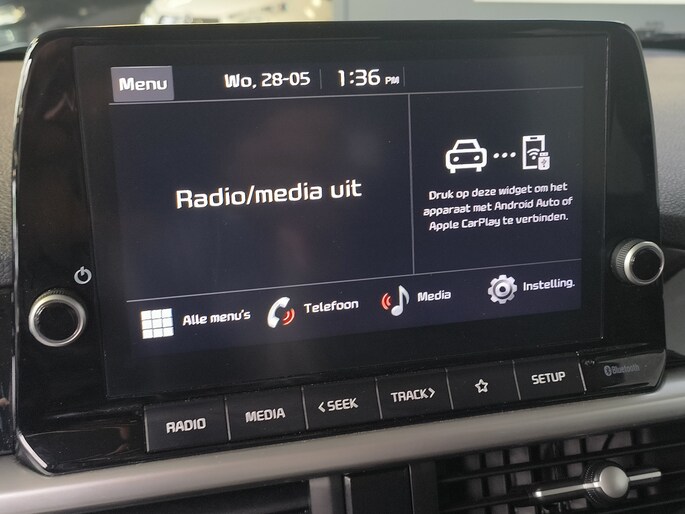 Menu
Wo, 28-05
1:36 PM
Radio/media uit
Druk op deze widget om het
apparaat met Android Auto of
Apple CarPlay te verbinden.
Alle menu's
Telefoon
Media
Instelling.
RADIO
MEDIA
< SEEK
TRACK >
SETUP
Bluetooth